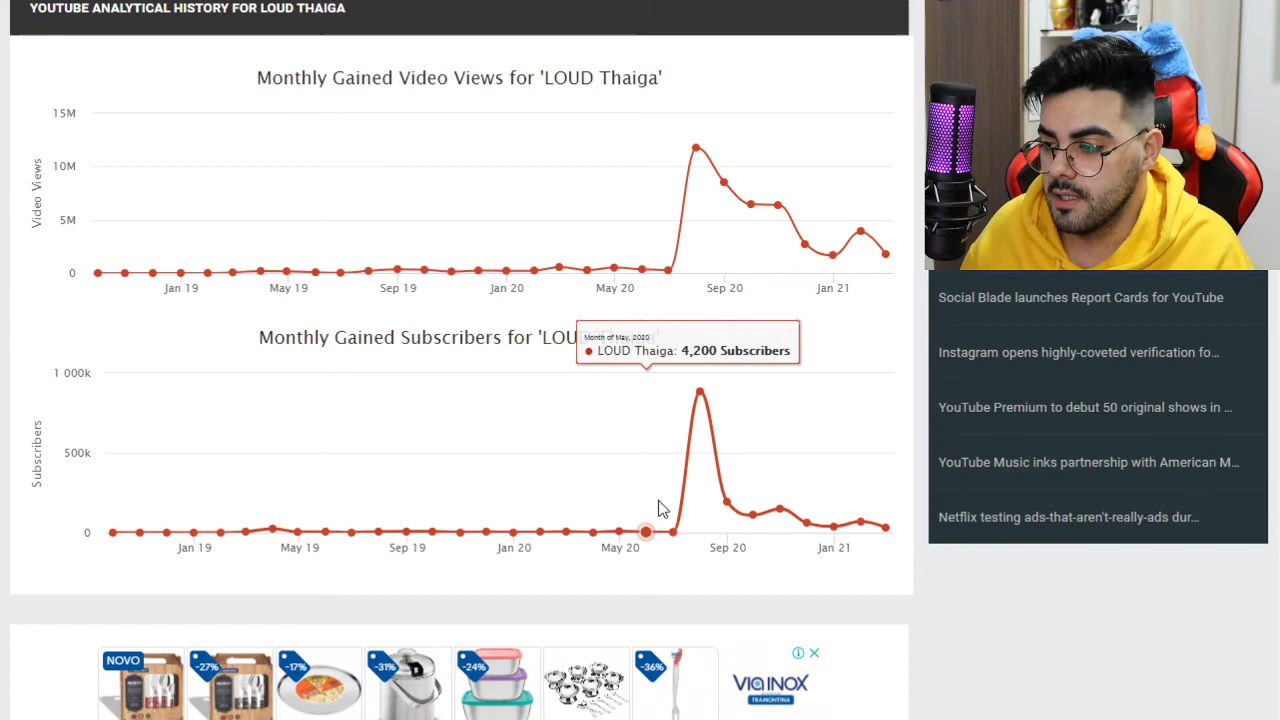 YOUTUBE ANALYTICAL HISTORY FOR LOUD THAIGA
Monthly Gained Video Views for 'LOUD Thaiga'
15M
10M
5M
0
Video Views
Jan 19
May 19
Sep 19
Jan 20
May 20
Sep 20
Jan 21
Monthly Gained Subscribers for 'LOU
Month of May, 2020
LOUD Thaiga: 4,200 Subscribers
1 000k
500k
0
Subscribers
Jan 19
May 19
Sep 19
Jan 20
May 20
Sep 20
Jan 21
Social Blade launches Report Cards for YouTube
Instagram opens highly-coveted verification fo...
YouTube Premium to debut 50 original shows in ...
YouTube Music inks partnership with American M...
Netflix testing ads-that-aren't-really-ads dur...
NOVO
-27%
-17%
-31%
-24%
-36%
VIAINOX
TRAMONTINA